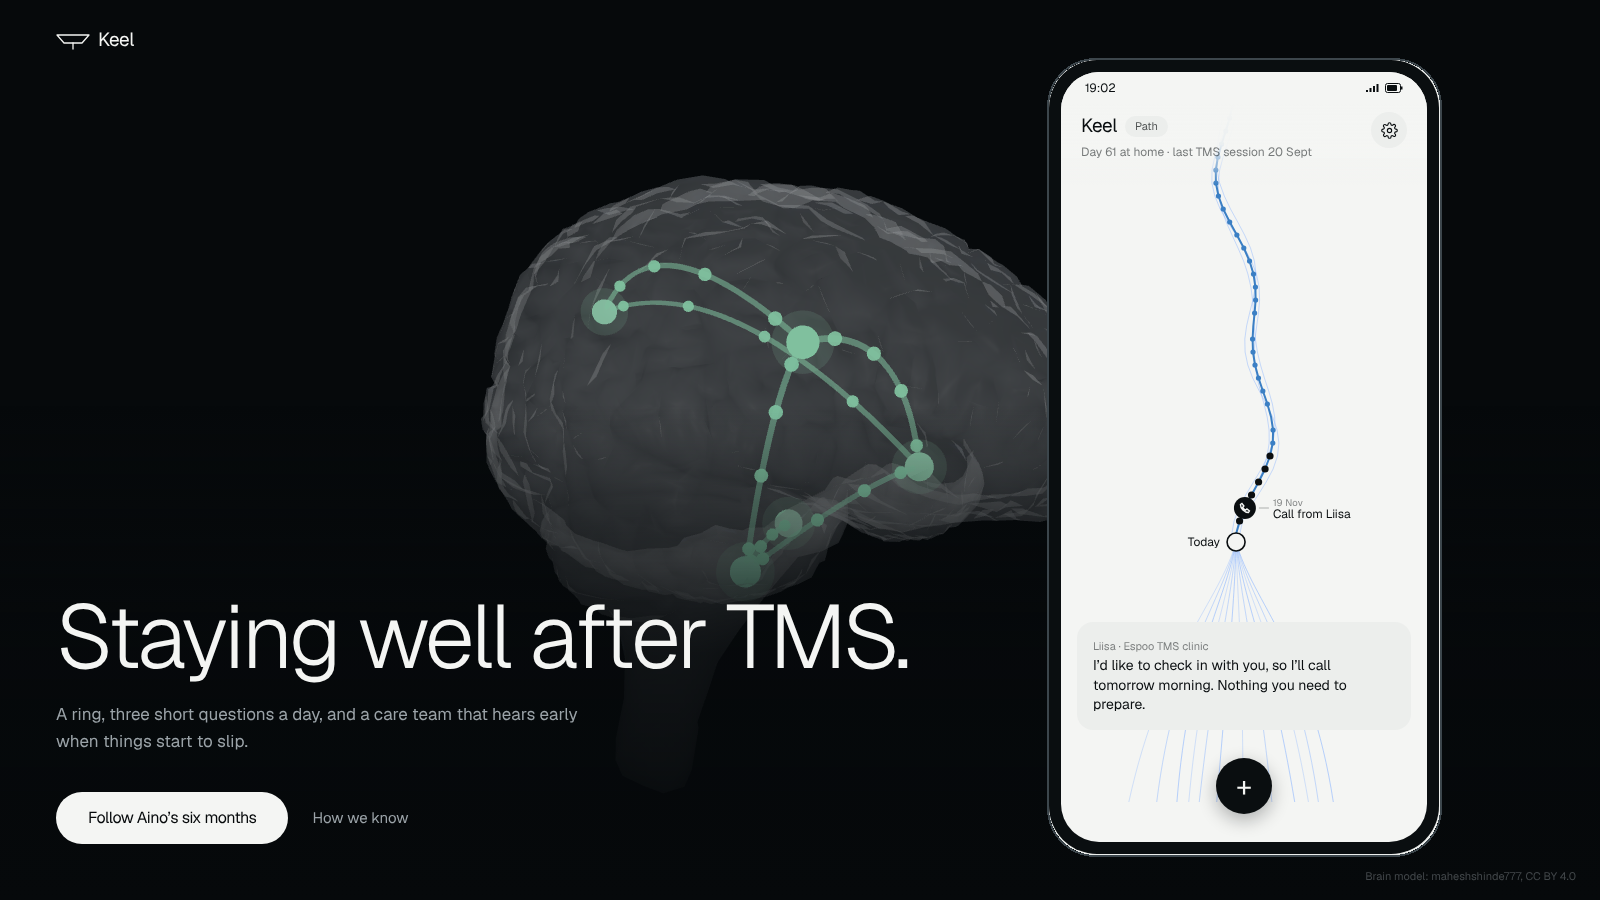 Keel
Staying well after TMS.
A ring, three short questions a day, and a care team that hears early
when things start to slip.
Follow Aino's six months
How we know
19:02
Keel
Path
Day 61 at home · last TMS session 20 Sept
19 Nov
Call from Liisa
Today
Liisa · Espoo TMS clinic
I'd like to check in with you, so I'll call
tomorrow morning. Nothing you need to
prepare.
+
Brain model: maheshshinde777, CC BY 4.0